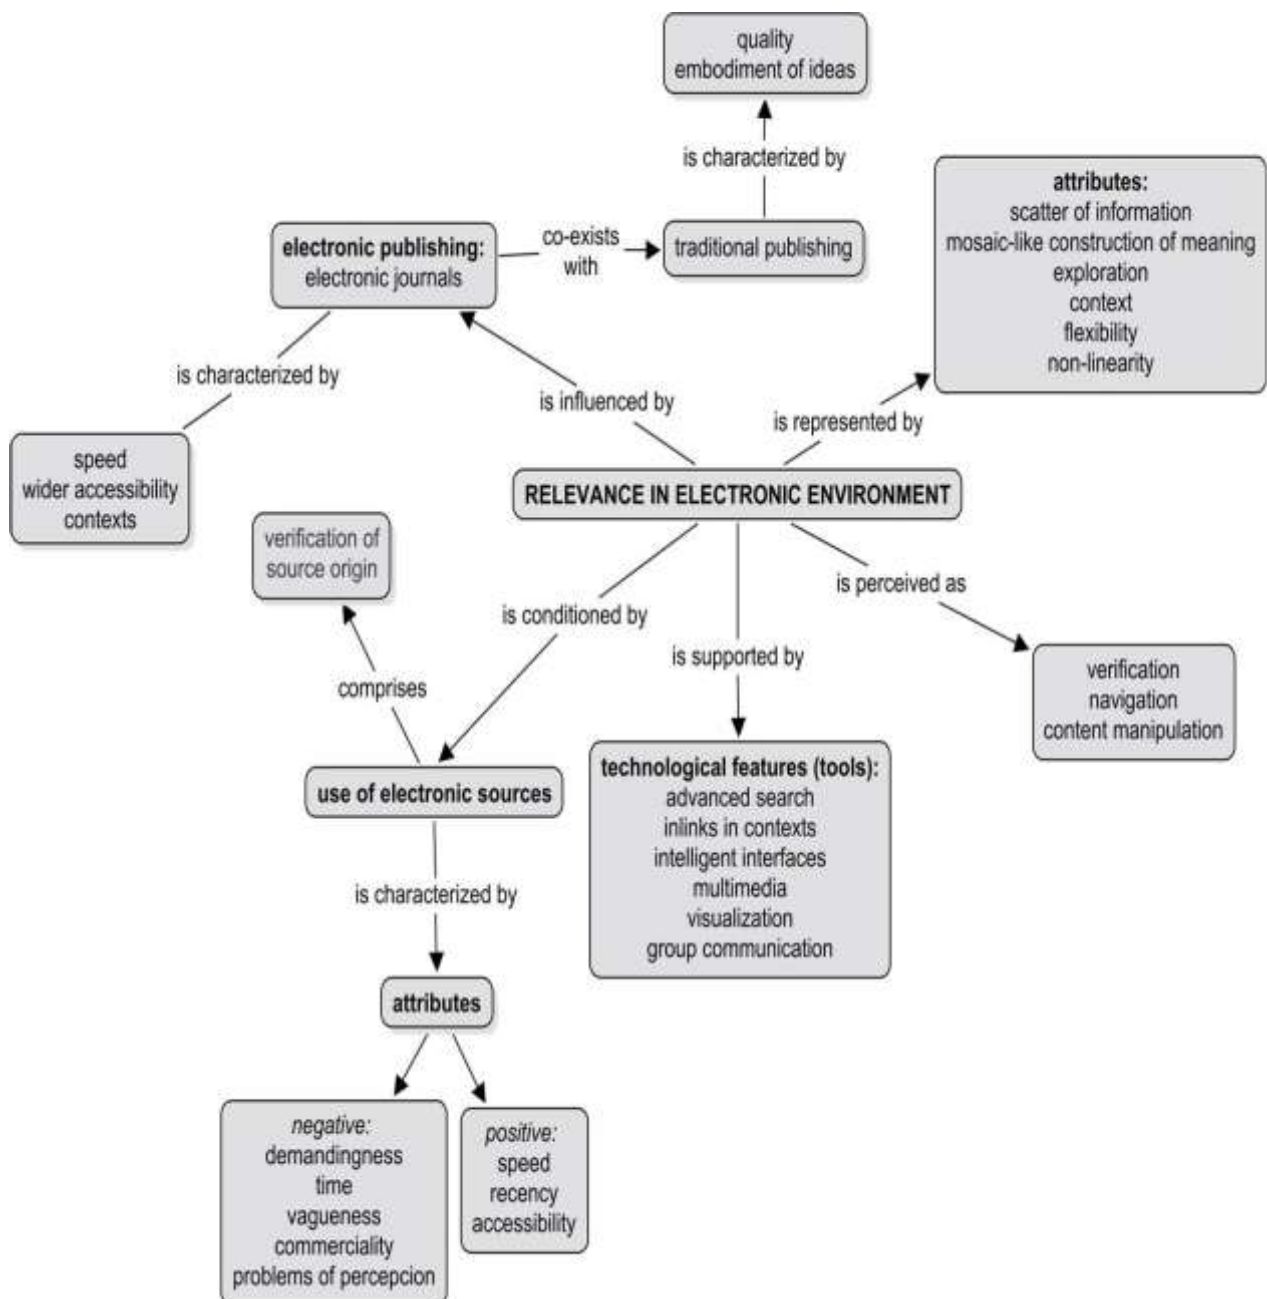 quality
embodiment of ideas
is characterized by
attributes:
scatter of information
mosaic-like construction of meaning
exploration
context
flexibility
non-linearity
electronic publishing:
electronic journals
co-exists
with
traditional publishing
is characterized by
is influenced by
is represented by
speed
wider accessibility
contexts
RELEVANCE IN ELECTRONIC ENVIRONMENT
verification of
source origin
is conditioned by
is perceived as
is supported by
comprises
verification
navigation
content manipulation
use of electronic sources
technological features (tools):
advanced search
inlinks in contexts
intelligent interfaces
multimedia
visualization
group communication
is characterized by
attributes
negative:
demandingness
time
vagueness
commerciality
problems of percepcion
positive:
speed
recency
accessibility